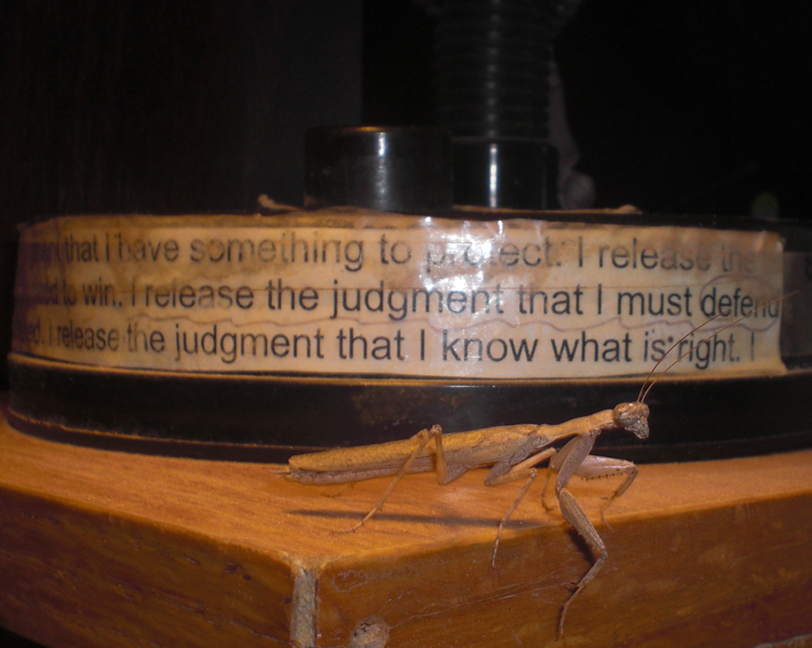 that I have something to protect. I release the
to win. I release the judgment that I must defend
I release the judgment that I know what is right. I